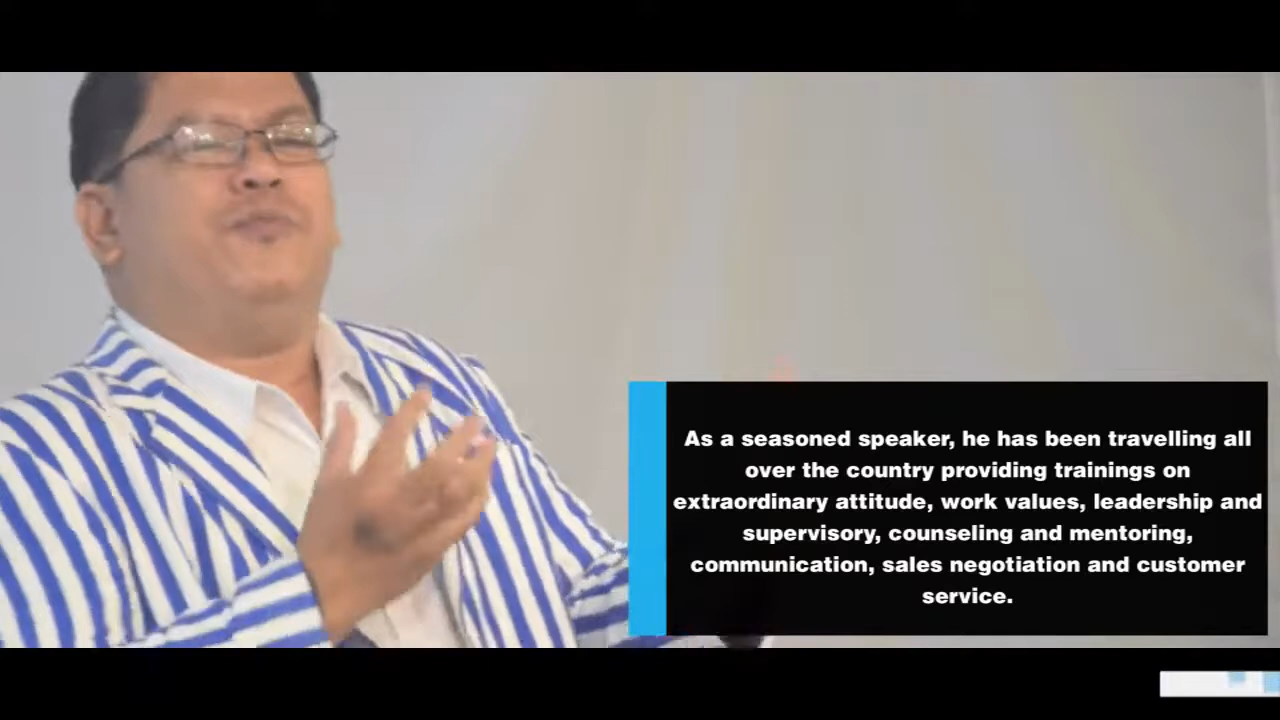 As a seasoned speaker, he has been travelling all
over the country providing trainings on
extraordinary attitude, work values, leadership and
supervisory, counseling and mentoring,
communication, sales negotiation and customer
service.